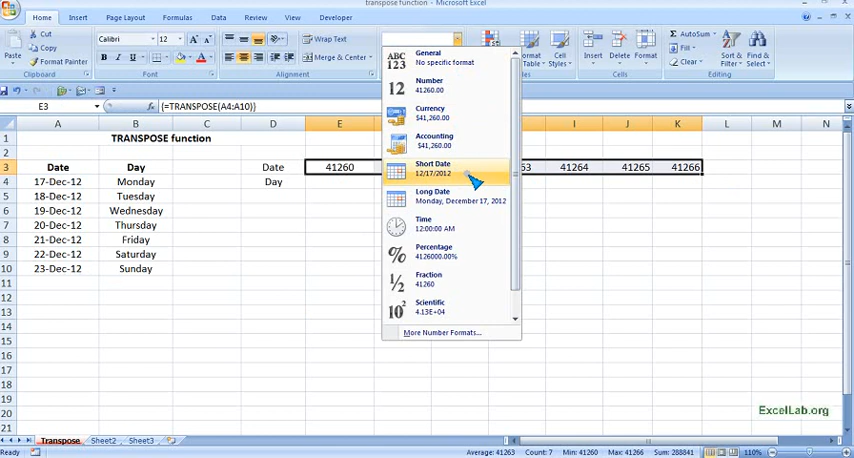 transpose function - Microsoft Excel
Home Insert Page Layout Formulas Data Review View Developer
Cut
Copy
Format Painter
Paste
Clipboard
Calibri 12
B I U
Font
Wrap Text
Merge & Center
Alignment
Table
Cell Styles
Styles
Insert Delete Format
Cells
AutoSum
Fill
Clear
Sort & Filter
Find & Select
Editing
E3 {=TRANSPOSE(A4:A10)}
A B C D E I J K L M N
1 TRANSPOSE function
2
3 Date Day Date 41260 41264 41265 41266
4 17-Dec-12 Monday Day
5 18-Dec-12 Tuesday
6 19-Dec-12 Wednesday
7 20-Dec-12 Thursday
8 21-Dec-12 Friday
9 22-Dec-12 Saturday
10 23-Dec-12 Sunday
11
12
13
14
15
16
17
18
19
20
21
ABC 123
General
No specific format
12
Number
41260.00
Currency
$41,260.00
Accounting
$41,260.00
Short Date
12/17/2012
Long Date
Monday, December 17, 2012
Time
12:00:00 AM
%
Percentage
4126000.00%
1/2
Fraction
41260
10²
Scientific
4.13E+04
More Number Formats...
ExcelLab.org
Transpose Sheet2 Sheet3
Ready Average: 41263 Count: 7 Min: 41260 Max: 41266 Sum: 288841 110%